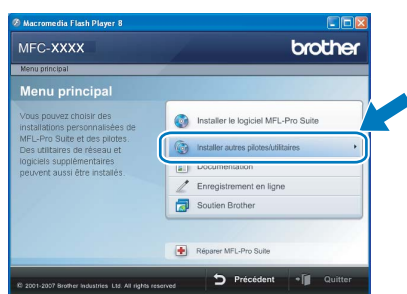 Macromedia Flash Player 8
MFC-XXXX
brother
Menu principal
Menu principal
Vous pouvez choisir des
installations personnalisées de
MFL-Pro Suite et des pilotes.
Des utilitaires de réseau et
logiciels supplémentaires
peuvent aussi être installés.
Installer le logiciel MFL-Pro Suite
Installer autres pilotes/utilitaires
Documentation
Enregistrement en ligne
Soutien Brother
Réparer MFL-Pro Suite
© 2001-2007 Brother Industries Ltd. All rights reserved
Précédent
Quitter